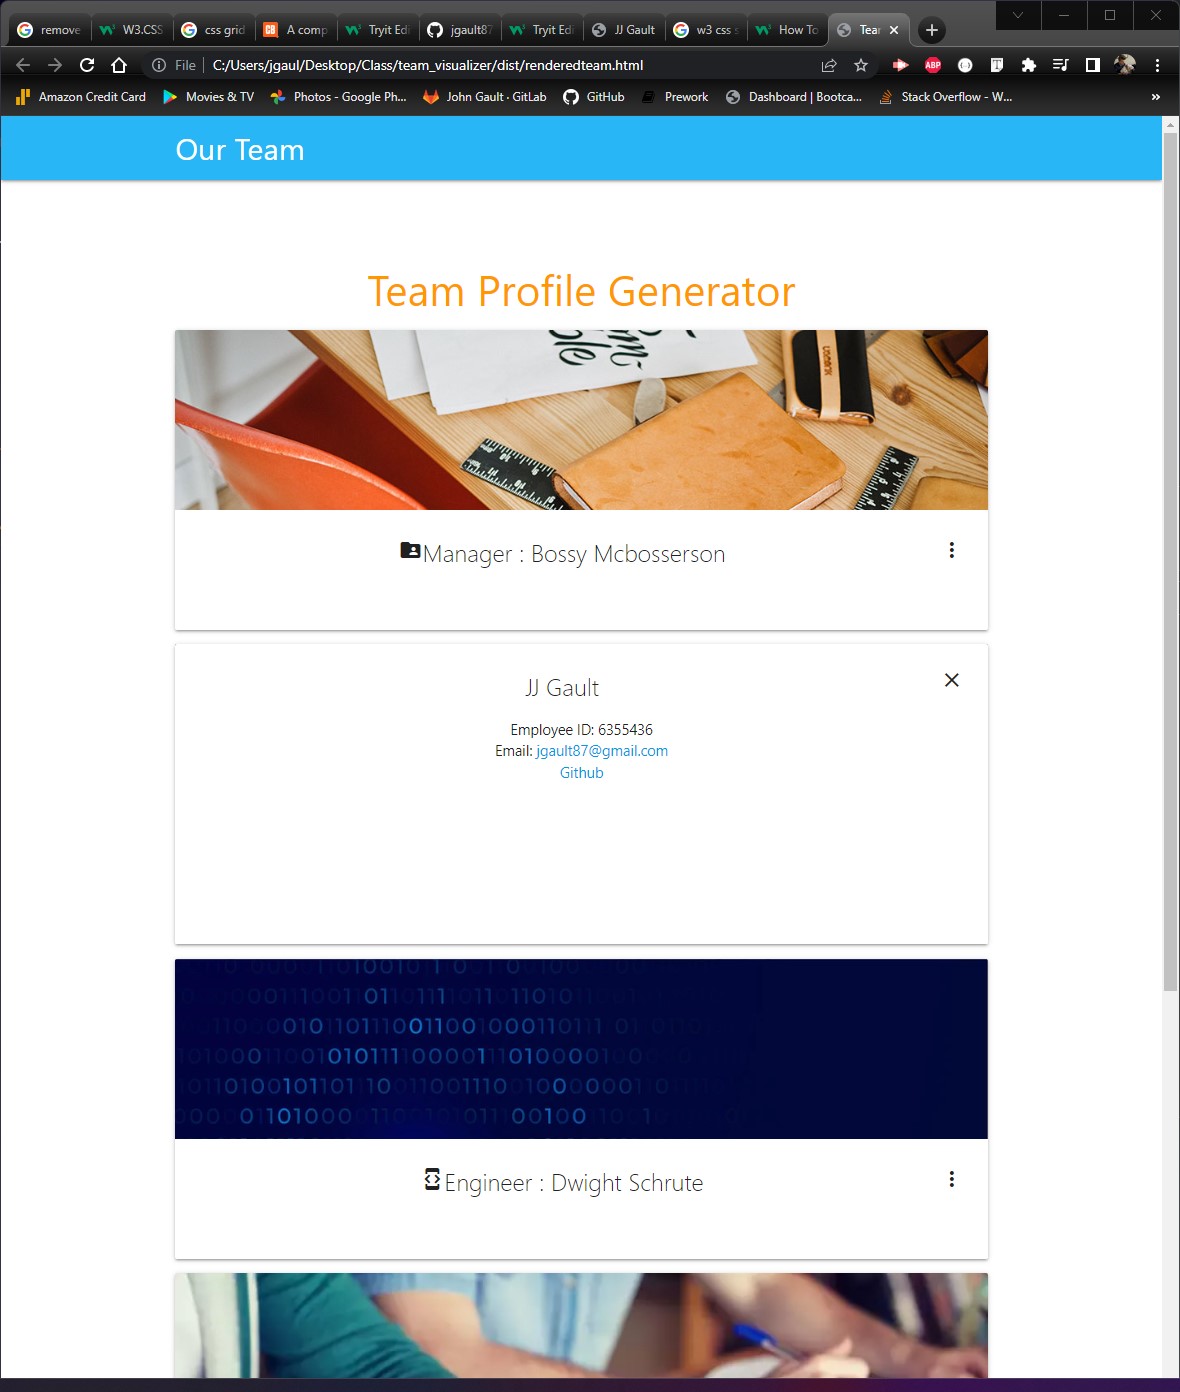 remove
W3.CSS
css grid
A comp
Tryit Edi
jgault87
Tryit Edi
JJ Gault
w3 css s
How To
Tear
File
C:/Users/jgaul/Desktop/Class/team_visualizer/dist/renderedteam.html
ABP
Amazon Credit Card
Movies & TV
Photos - Google Ph...
John Gault · GitLab
GitHub
Prework
Dashboard | Bootca...
Stack Overflow - W...
»
Our Team
Team Profile Generator
Manager : Bossy Mcbosserson
JJ Gault
Employee ID: 6355436
Email: jgault87@gmail.com
Github
Engineer : Dwight Schrute